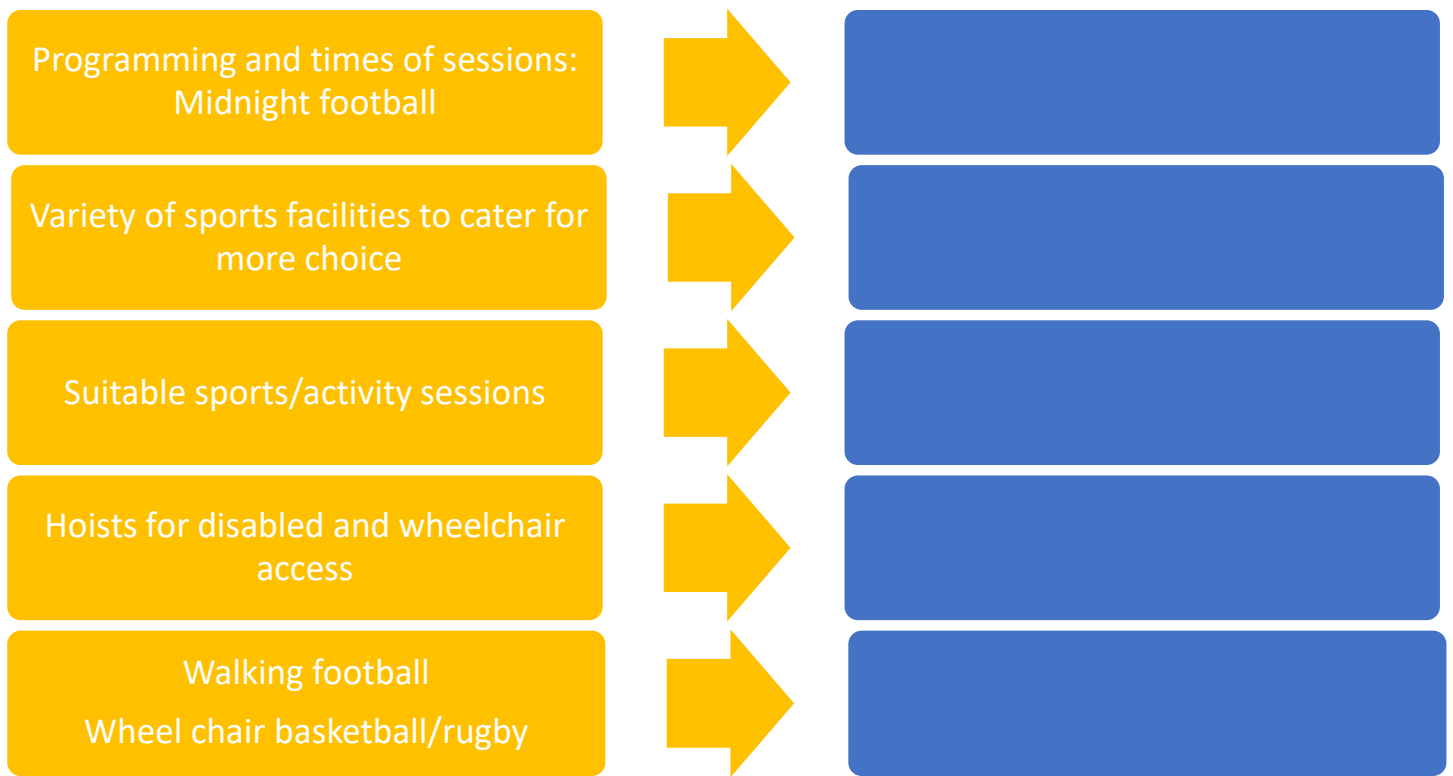 Programming and times of sessions:
Midnight football
Variety of sports facilities to cater for
more choice
Suitable sports/activity sessions
Hoists for disabled and wheelchair
access
Walking football
Wheel chair basketball/rugby